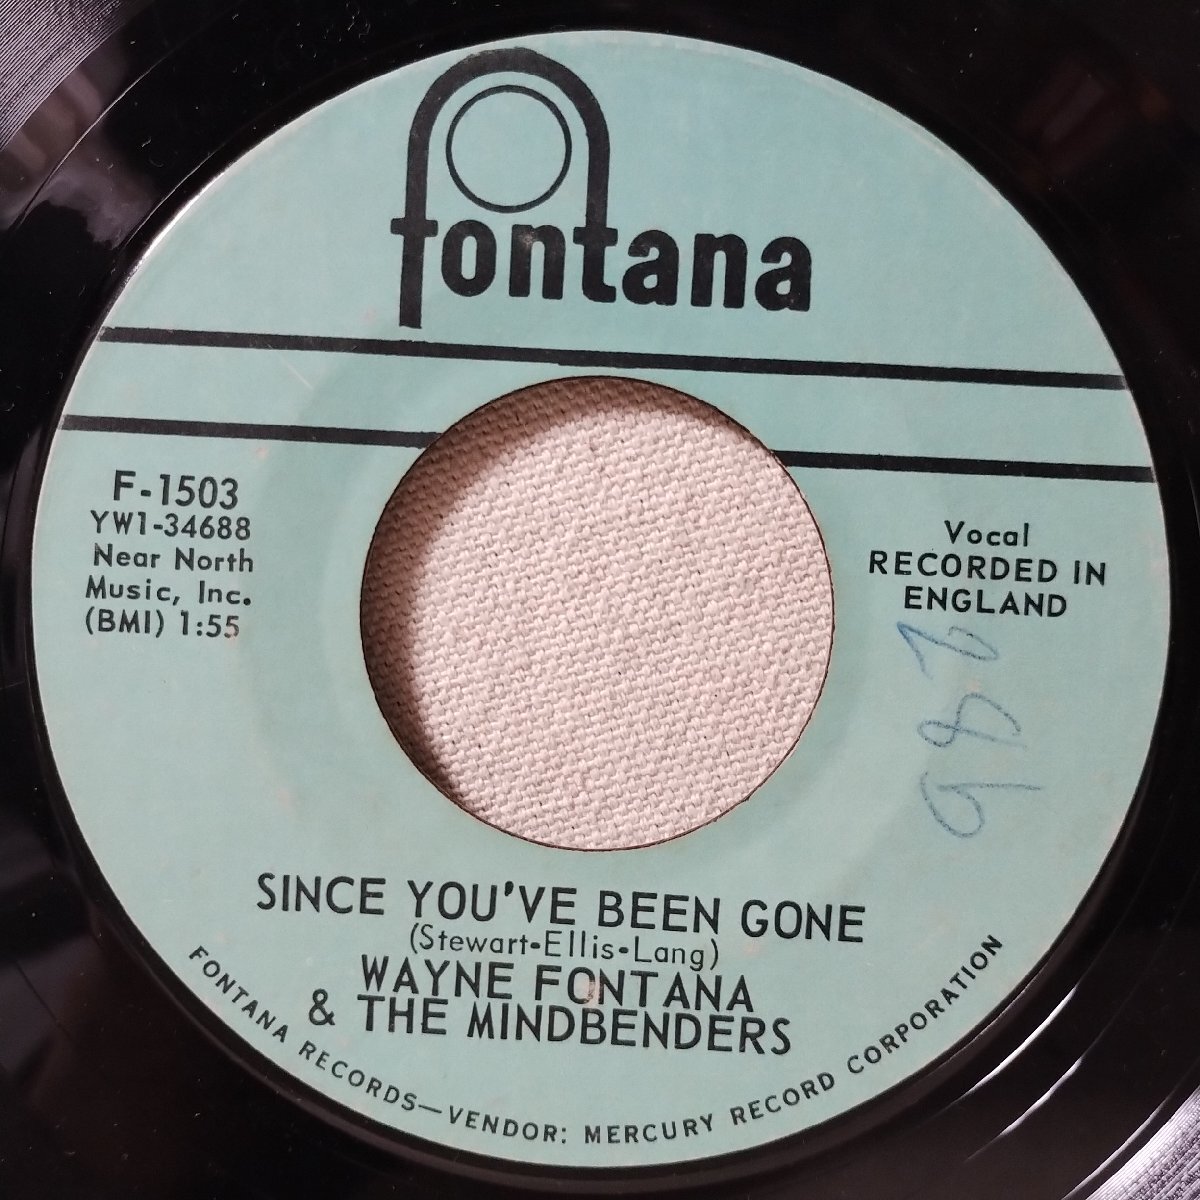 fontana
F-1503
YW1-34688
Near North
Music, Inc.
(BMI) 1:55
Vocal
RECORDED IN
ENGLAND
982
SINCE YOU'VE BEEN GONE
(Stewart-Ellis-Lang)
WAYNE FONTANA
& THE MINDBENDERS
FONTANA RECORDS—VENDOR: MERCURY RECORD CORPORATION